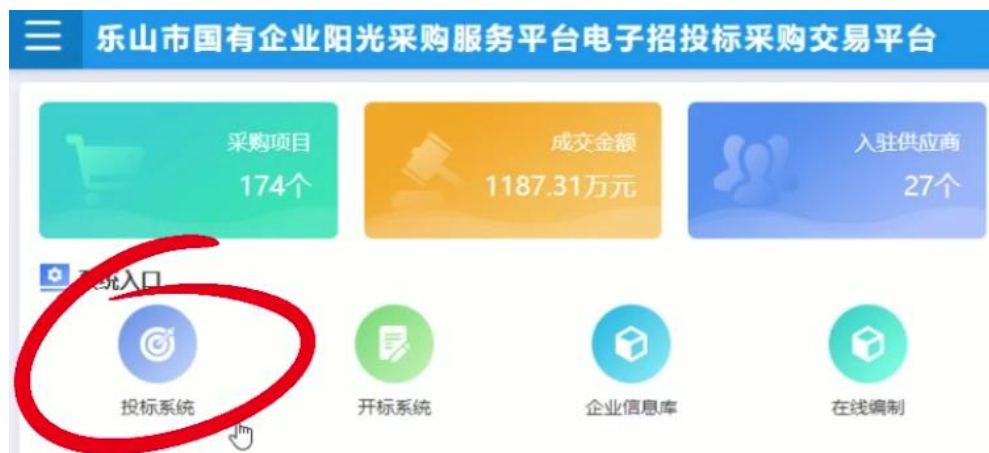 乐山市国有企业阳光采购服务平台电子招投标采购交易平台
采购项目
174个
成交金额
1187.31万元
入驻供应商
27个
系统入口
投标系统
开标系统
企业信息库
在线编制